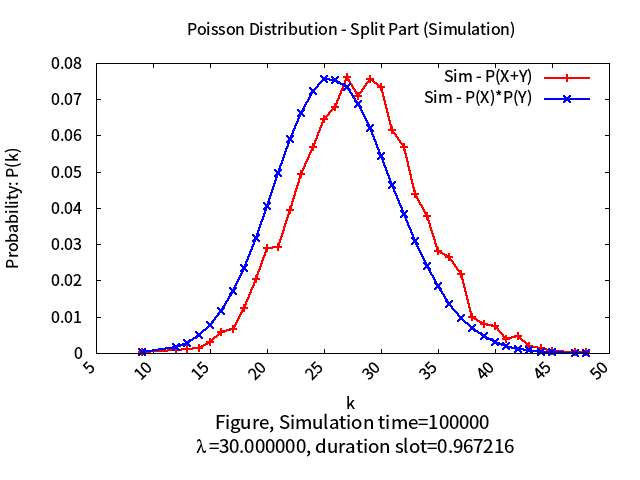 Poisson Distribution - Split Part (Simulation)
Sim - P(X+Y)
Sim - P(X)*P(Y)
Probability: P(k)
0.08
0.07
0.06
0.05
0.04
0.03
0.02
0.01
0
5
10
15
20
25
30
35
40
45
50
k
Figure, Simulation time=100000
λ=30.000000, duration slot=0.967216